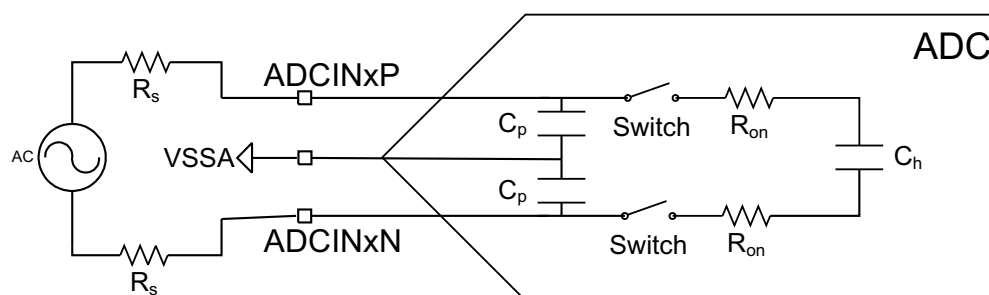 ADC
ADCINxP
Rs
Cp
Switch
Ron
AC
VSSA
Ch
Cp
ADCINxN
Switch
Ron
Rs